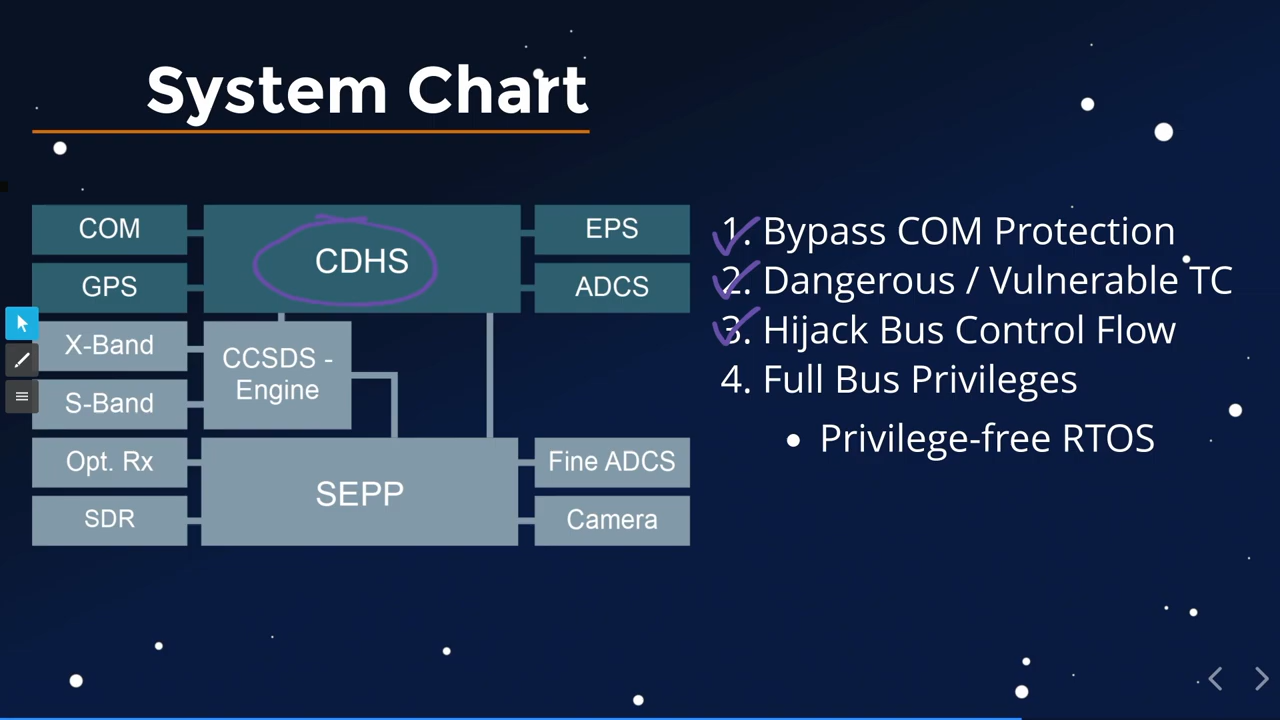 System Chart
COM
GPS
CDHS
EPS
ADCS
X-Band
S-Band
CCSDS -
Engine
Opt. Rx
SDR
SEPP
Fine ADCS
Camera
1. Bypass COM Protection
2. Dangerous / Vulnerable TC
3. Hijack Bus Control Flow
4. Full Bus Privileges
• Privilege-free RTOS